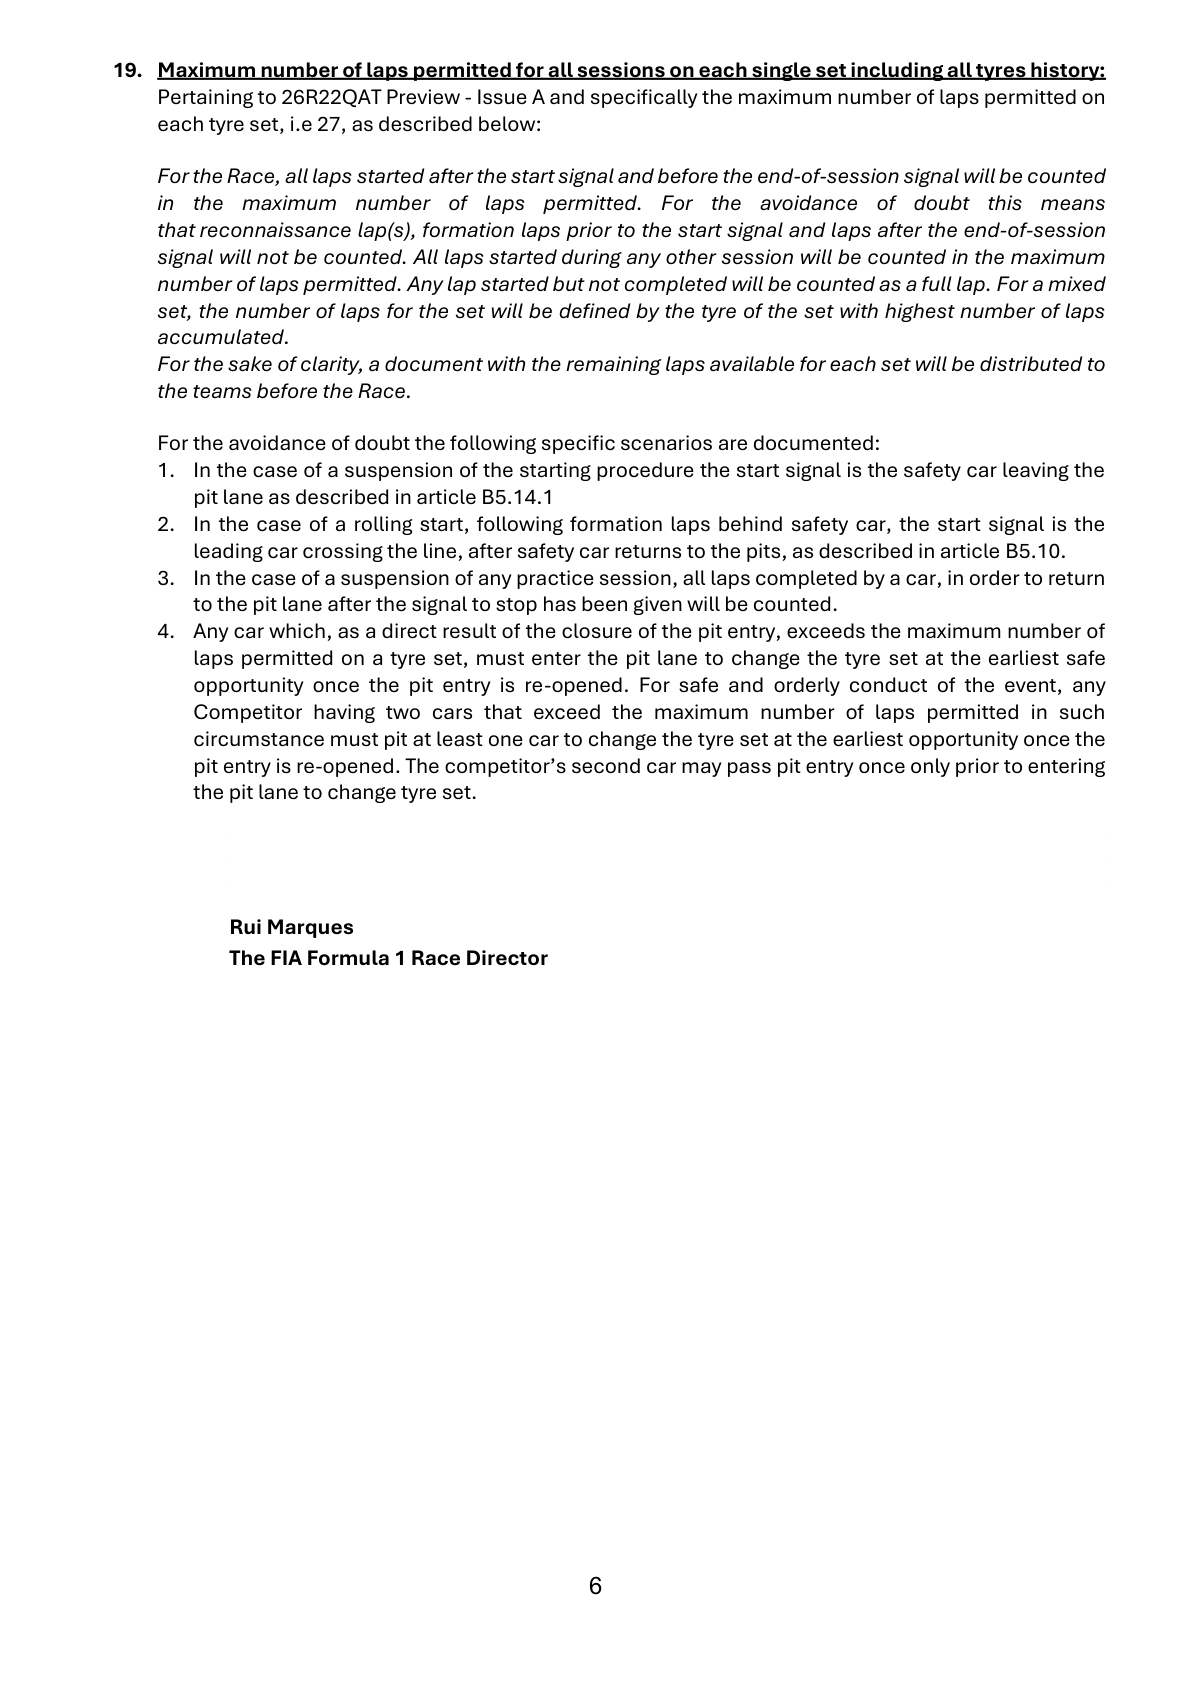 19. Maximum number of laps permitted for all sessions on each single set including all tyres history:
Pertaining to 26R22QAT Preview - Issue A and specifically the maximum number of laps permitted on
each tyre set, i.e 27, as described below:
For the Race, all laps started after the start signal and before the end-of-session signal will be counted
in the maximum number of laps permitted. For the avoidance of doubt this means
that reconnaissance lap(s), formation laps prior to the start signal and laps after the end-of-session
signal will not be counted. All laps started during any other session will be counted in the maximum
number of laps permitted. Any lap started but not completed will be counted as a full lap. For a mixed
set, the number of laps for the set will be defined by the tyre of the set with highest number of laps
accumulated.
For the sake of clarity, a document with the remaining laps available for each set will be distributed to
the teams before the Race.
For the avoidance of doubt the following specific scenarios are documented:
1. In the case of a suspension of the starting procedure the start signal is the safety car leaving the
pit lane as described in article B5.14.1
2. In the case of a rolling start, following formation laps behind safety car, the start signal is the
leading car crossing the line, after safety car returns to the pits, as described in article B5.10.
3. In the case of a suspension of any practice session, all laps completed by a car, in order to return
to the pit lane after the signal to stop has been given will be counted.
4. Any car which, as a direct result of the closure of the pit entry, exceeds the maximum number of
laps permitted on a tyre set, must enter the pit lane to change the tyre set at the earliest safe
opportunity once the pit entry is re-opened. For safe and orderly conduct of the event, any
Competitor having two cars that exceed the maximum number of laps permitted in such
circumstance must pit at least one car to change the tyre set at the earliest opportunity once the
pit entry is re-opened. The competitor’s second car may pass pit entry once only prior to entering
the pit lane to change tyre set.
Rui Marques
The FIA Formula 1 Race Director
6